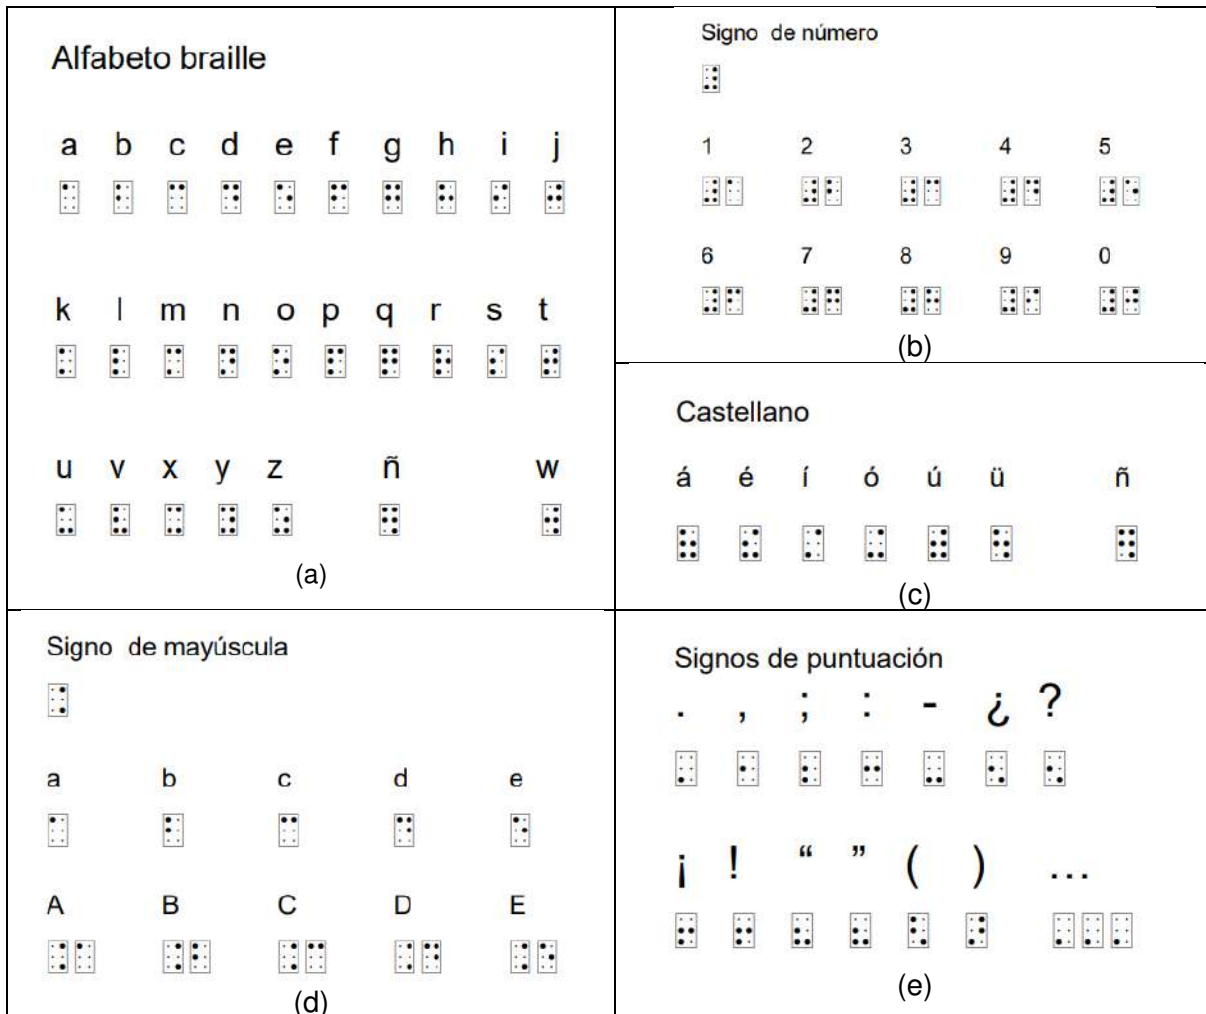 Alfabeto braille
a b c d e f g h i j
k l m n o p q r s t
u v x y z ñ w
(a)
Signo de número
1 2 3 4 5
6 7 8 9 0
(b)
Castellano
á é í ó ú ü ñ
(c)
Signo de mayúscula
a b c d e
A B C D E
(d)
Signos de puntuación
. , ; : - ¿ ?
¡ ! “ ” ( ) ...
(e)